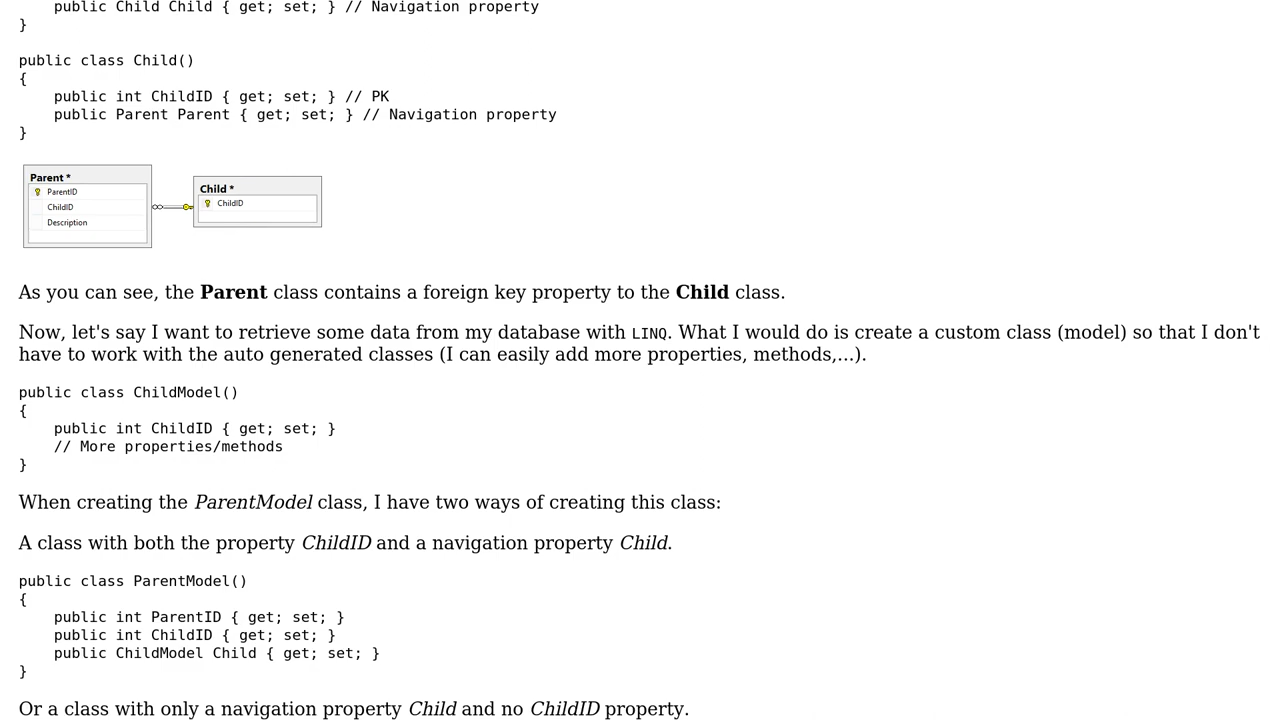 public Child Child { get; set; } // Navigation property
}
public class Child()
{
public int ChildID { get; set; } // PK
public Parent Parent { get; set; } // Navigation property
}
Parent *
ParentID
ChildID
Description
Child *
ChildID
As you can see, the Parent class contains a foreign key property to the Child class.
Now, let's say I want to retrieve some data from my database with LINQ. What I would do is create a custom class (model) so that I don't
have to work with the auto generated classes (I can easily add more properties, methods,...).
public class ChildModel()
{
public int ChildID { get; set; }
// More properties/methods
}
When creating the ParentModel class, I have two ways of creating this class:
A class with both the property ChildID and a navigation property Child.
public class ParentModel()
{
public int ParentID { get; set; }
public int ChildID { get; set; }
public ChildModel Child { get; set; }
}
Or a class with only a navigation property Child and no ChildID property.